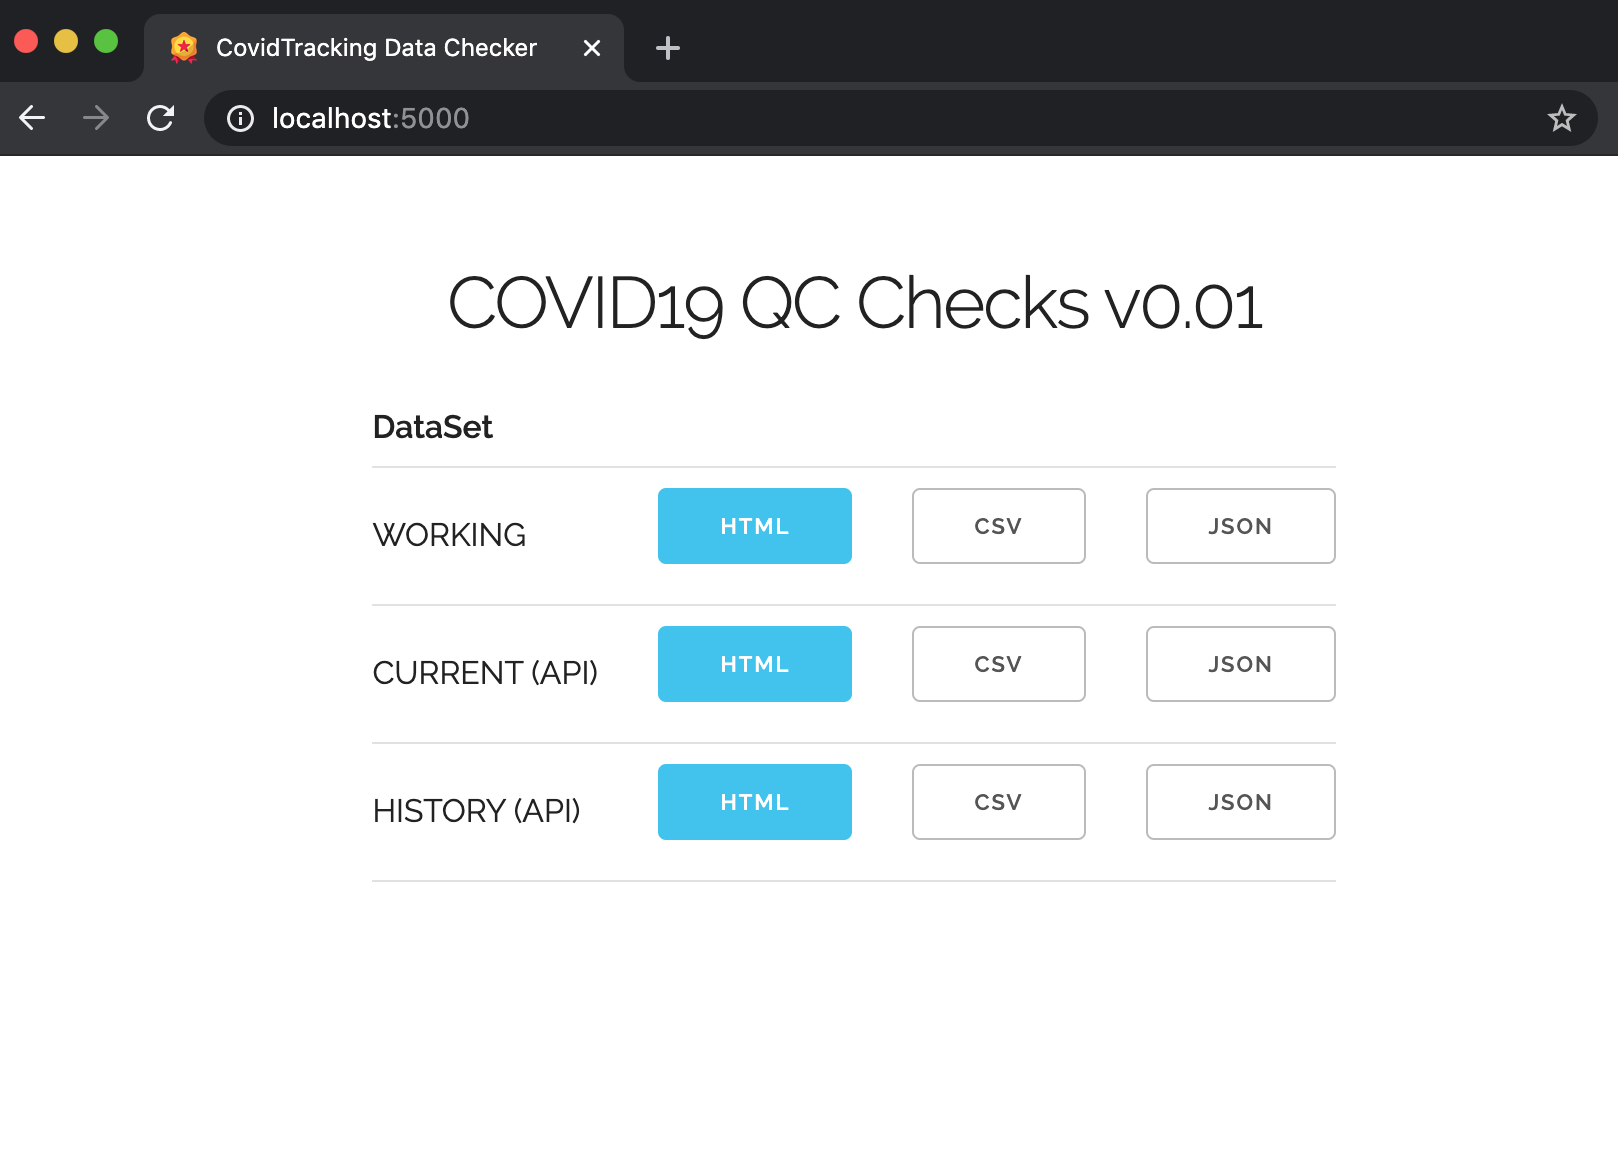 CovidTracking Data Checker
localhost:5000
COVID19 QC Checks v0.01
DataSet
WORKING HTML CSV JSON
CURRENT (API) HTML CSV JSON
HISTORY (API) HTML CSV JSON